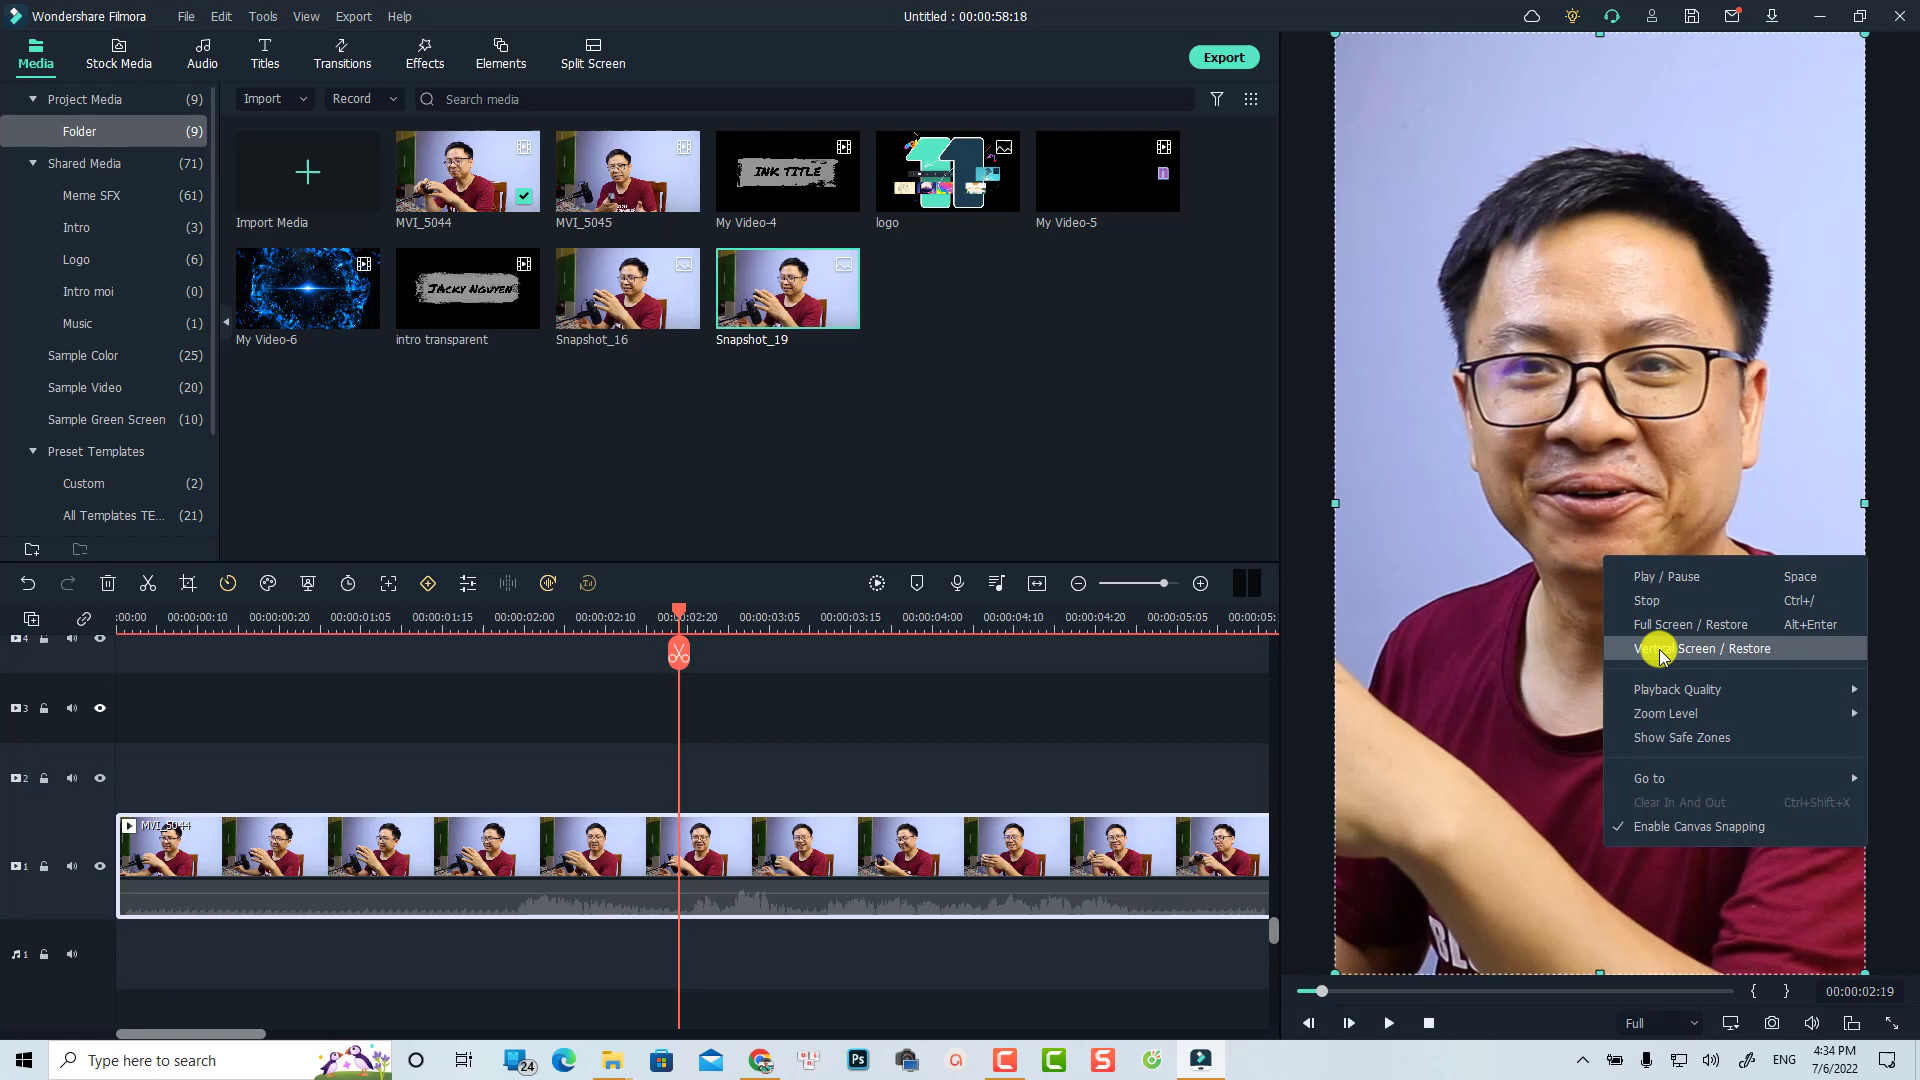 Wondershare Filmora File Edit Tools View Export Help Untitled : 00:00:58:18
Media Stock Media Audio Titles Transitions Effects Elements Split Screen Export
Project Media (9)
Folder (9)
Shared Media (71)
Meme SFX (61)
Intro (3)
Logo (6)
Intro moi (0)
Music (1)
Sample Color (25)
Sample Video (20)
Sample Green Screen (10)
Preset Templates
Custom (2)
All Templates TE... (21)
Import Record Search media
INK TITLE
Import Media MVI_5044 MVI_5045 My Video-4 logo My Video-5
JACKY NGUYEN
My Video-6 intro transparent Snapshot_16 Snapshot_19
Play / Pause Space
Stop Ctrl+/
Full Screen / Restore Alt+Enter
Vertical Screen / Restore
Playback Quality
Zoom Level
Show Safe Zones
Go to
Clear In And Out Ctrl+Shift+X
Enable Canvas Snapping
:00:00 00:00:00:10 00:00:00:20 00:00:01:05 00:00:01:15 00:00:02:00 00:00:02:10 00:00:02:20 00:00:03:05 00:00:03:15 00:00:04:00 00:00:04:10 00:00:04:20 00:00:05:05 00:00:05:
4
3
2
MVI_5044
1
1
00:00:02:19
Full
Type here to search 24 Ps ENG 4:34 PM
7/6/2022